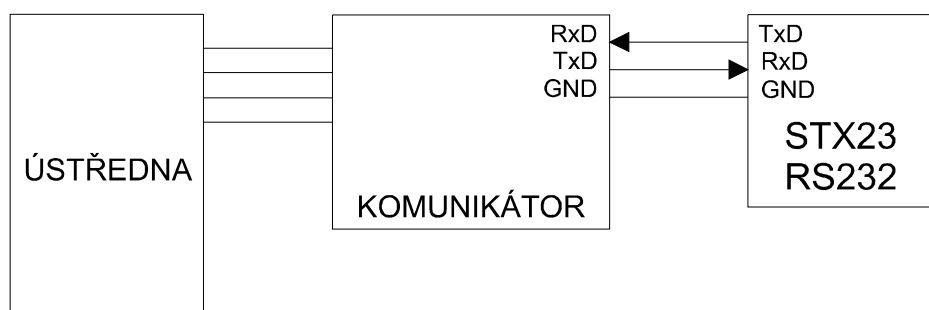 ÚSTŘEDNA
RxD
TxD
GND
KOMUNIKÁTOR
TxD
RxD
GND
STX23
RS232